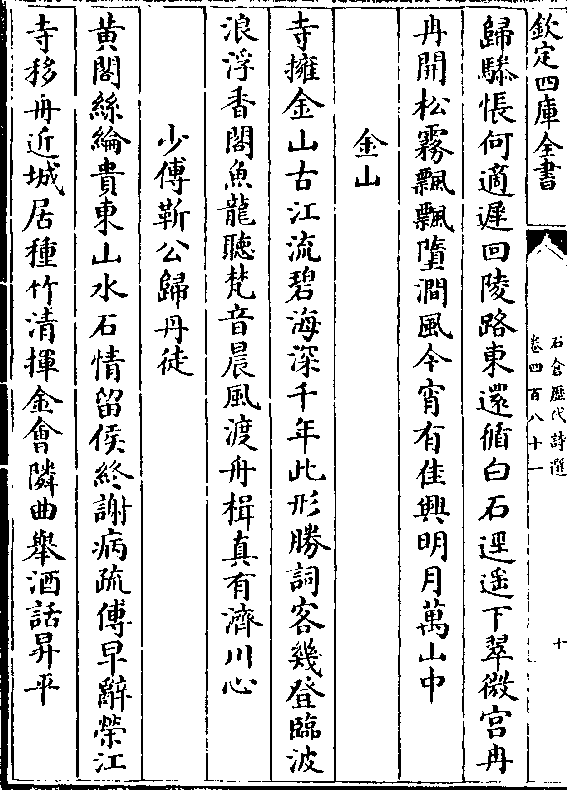 欽定四庫全書
石倉歷代詩選
卷四百八十一
十
歸驂悵何適遲回陵路東還循白石逕遥下翠微宫冉
冉開松霧飄飄墮澗風今宵有佳興明月萬山中
金山
寺擁金山古江流碧海深千年此形勝詞客幾登臨波
浪浮香閣魚龍聽梵音晨風渡舟楫真有濟川心
少傅靳公歸丹徒
黄閣絲綸貴東山水石情留侯終謝病疏傅早辭榮江
寺移舟近城居種竹清揮金會隣曲舉酒話昇平